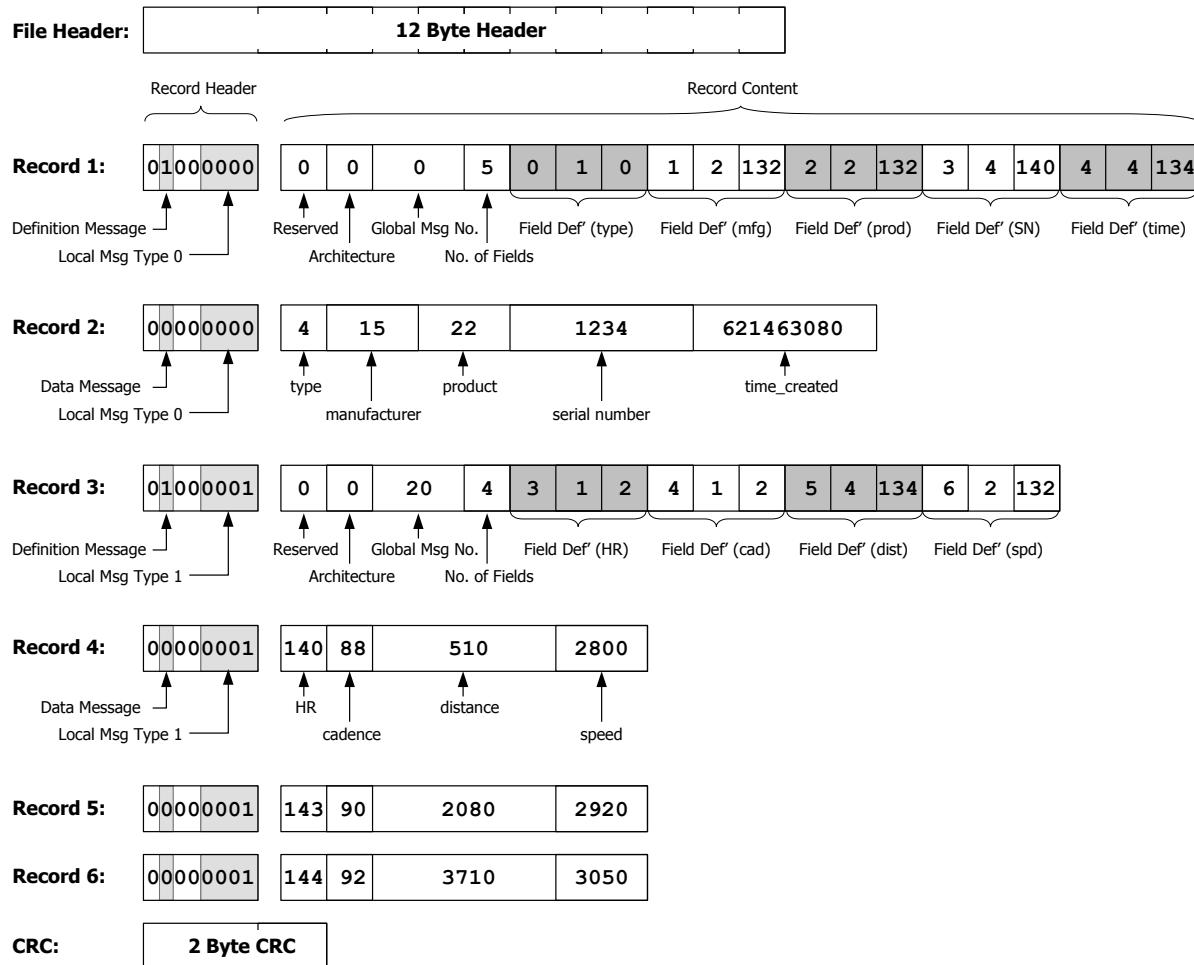 File Header: 12 Byte Header
Record Header Record Content
Record 1: 01000000 0 0 0 5 0 1 0 1 2 132 2 2 132 3 4 140 4 4 134
Definition Message Reserved Global Msg No. Field Def' (type) Field Def' (mfg) Field Def' (prod) Field Def' (SN) Field Def' (time)
Local Msg Type 0 Architecture No. of Fields
Record 2: 00000000 4 15 22 1234 621463080
Data Message type product time_created
Local Msg Type 0 manufacturer serial number
Record 3: 01000001 0 0 20 4 3 1 2 4 1 2 5 4 134 6 2 132
Definition Message Reserved Global Msg No. Field Def' (HR) Field Def' (cad) Field Def' (dist) Field Def' (spd)
Local Msg Type 1 Architecture No. of Fields
Record 4: 00000001 140 88 510 2800
Data Message HR distance
Local Msg Type 1 cadence speed
Record 5: 00000001 143 90 2080 2920
Record 6: 00000001 144 92 3710 3050
CRC: 2 Byte CRC